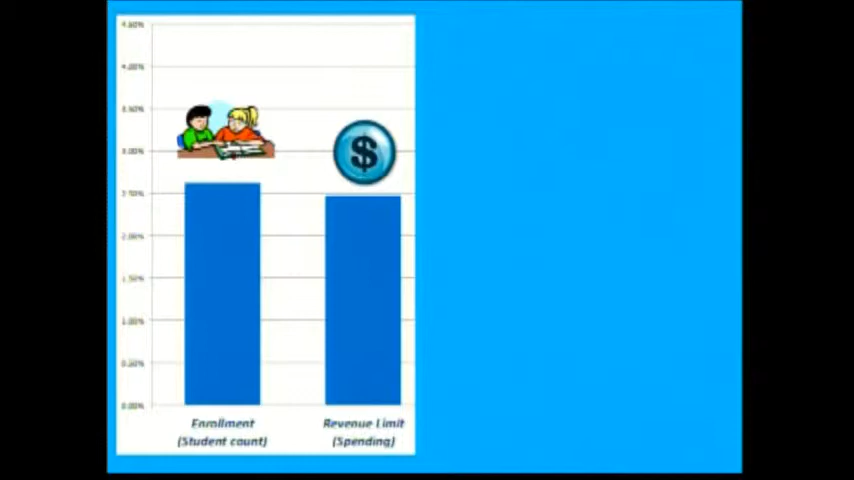 4.50%
4.00%
3.50%
3.00%
2.50%
2.00%
1.50%
1.00%
0.50%
0.00%
$
Enrollment
(Student count)
Revenue Limit
(Spending)